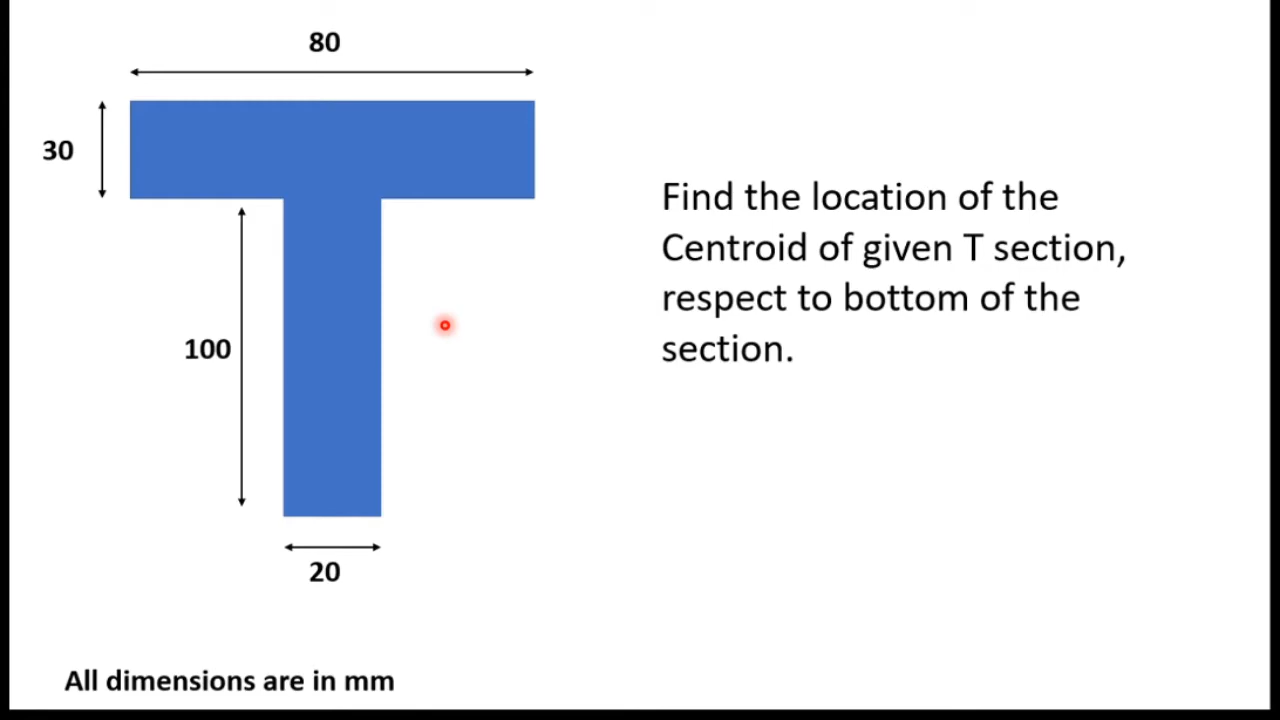 80
30
Find the location of the
Centroid of given T section,
respect to bottom of the
section.
100
20
All dimensions are in mm